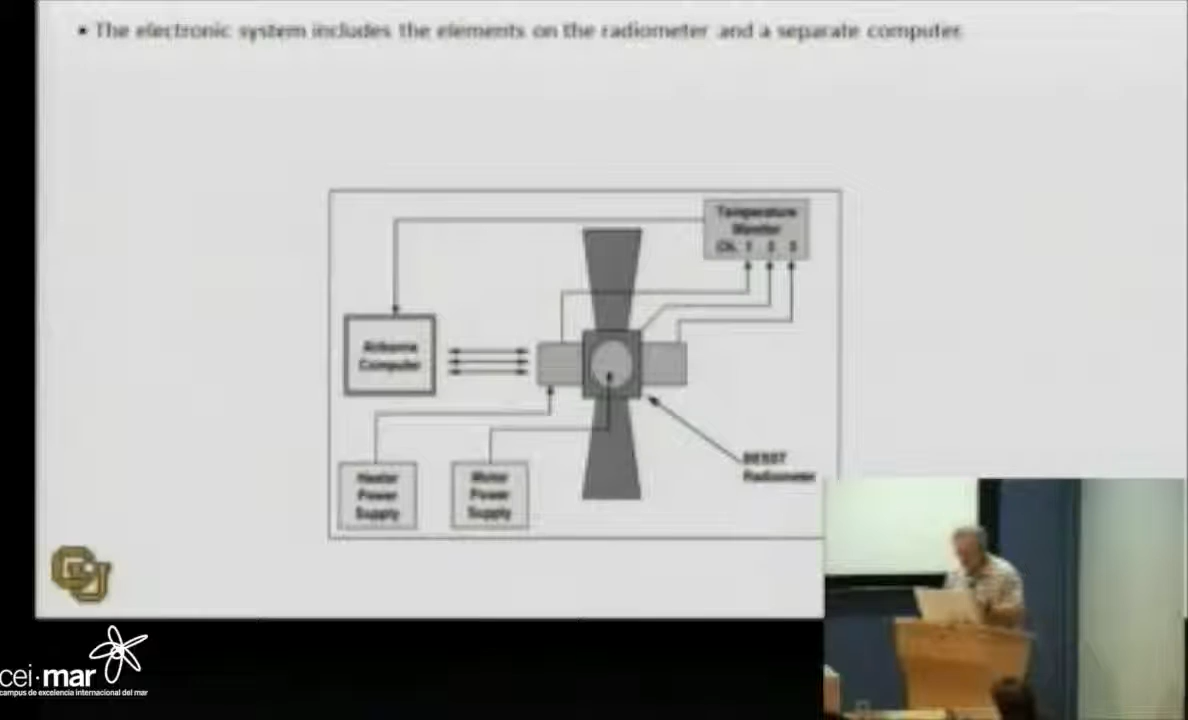 • The electronic system includes the elements on the radiometer and a separate computer.
Temperature
Monitor
Ch. 1 2 3
Airborne
Computer
BESST
Radiometer
Heater
Power
Supply
Motor
Power
Supply
CU
cei·mar
campus de excelencia internacional del mar